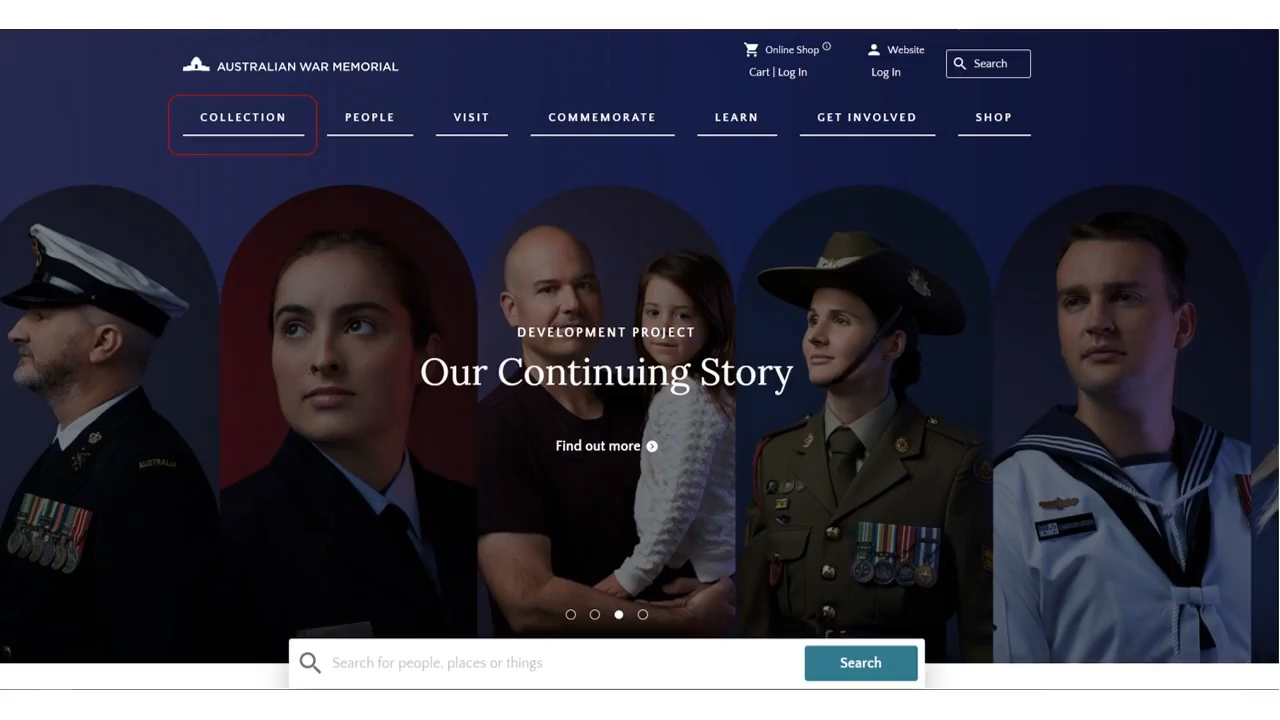 AUSTRALIAN WAR MEMORIAL
Online Shop
Cart | Log In
Website
Log In
Search
COLLECTION
PEOPLE
VISIT
COMMEMORATE
LEARN
GET INVOLVED
SHOP
DEVELOPMENT PROJECT
Our Continuing Story
Find out more
AUSTRALIA
Search for people, places or things
Search